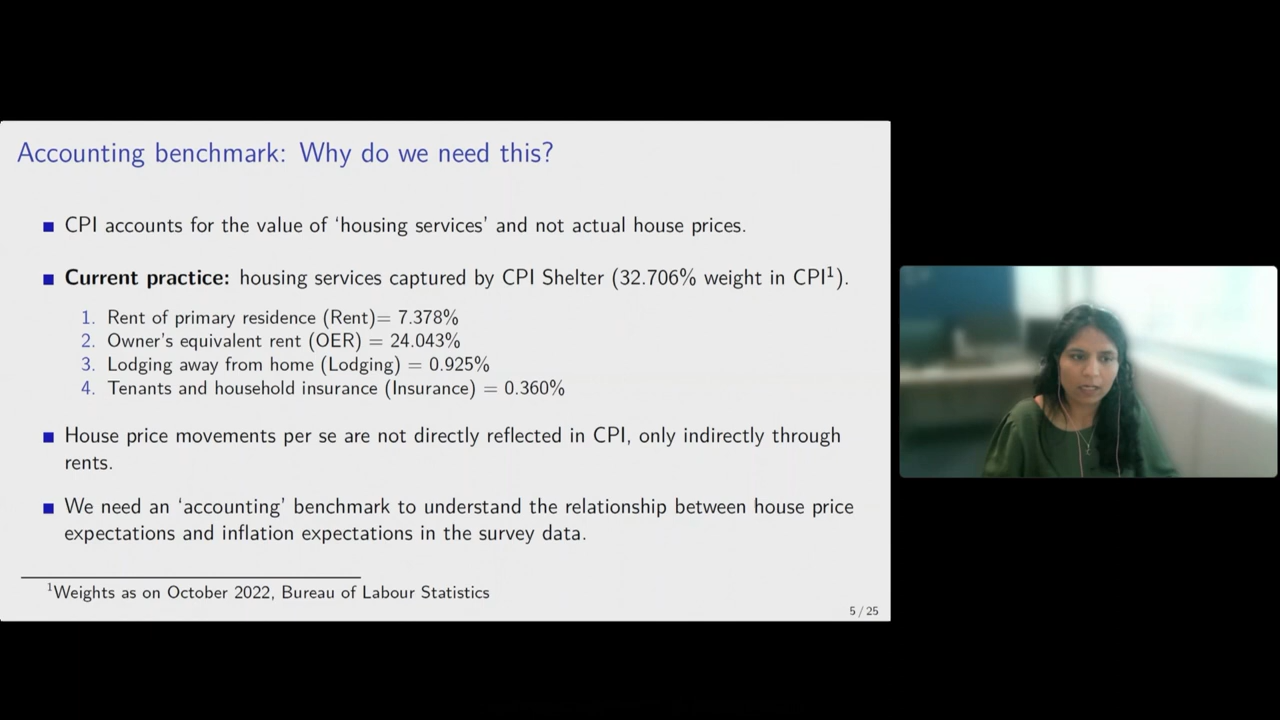 Accounting benchmark: Why do we need this?
■ CPI accounts for the value of ‘housing services’ and not actual house prices.
■ Current practice: housing services captured by CPI Shelter (32.706% weight in CPI¹).
1. Rent of primary residence (Rent)= 7.378%
2. Owner's equivalent rent (OER) = 24.043%
3. Lodging away from home (Lodging) = 0.925%
4. Tenants and household insurance (Insurance) = 0.360%
■ House price movements per se are not directly reflected in CPI, only indirectly through
rents.
■ We need an ‘accounting’ benchmark to understand the relationship between house price
expectations and inflation expectations in the survey data.
¹Weights as on October 2022, Bureau of Labour Statistics
5 / 25